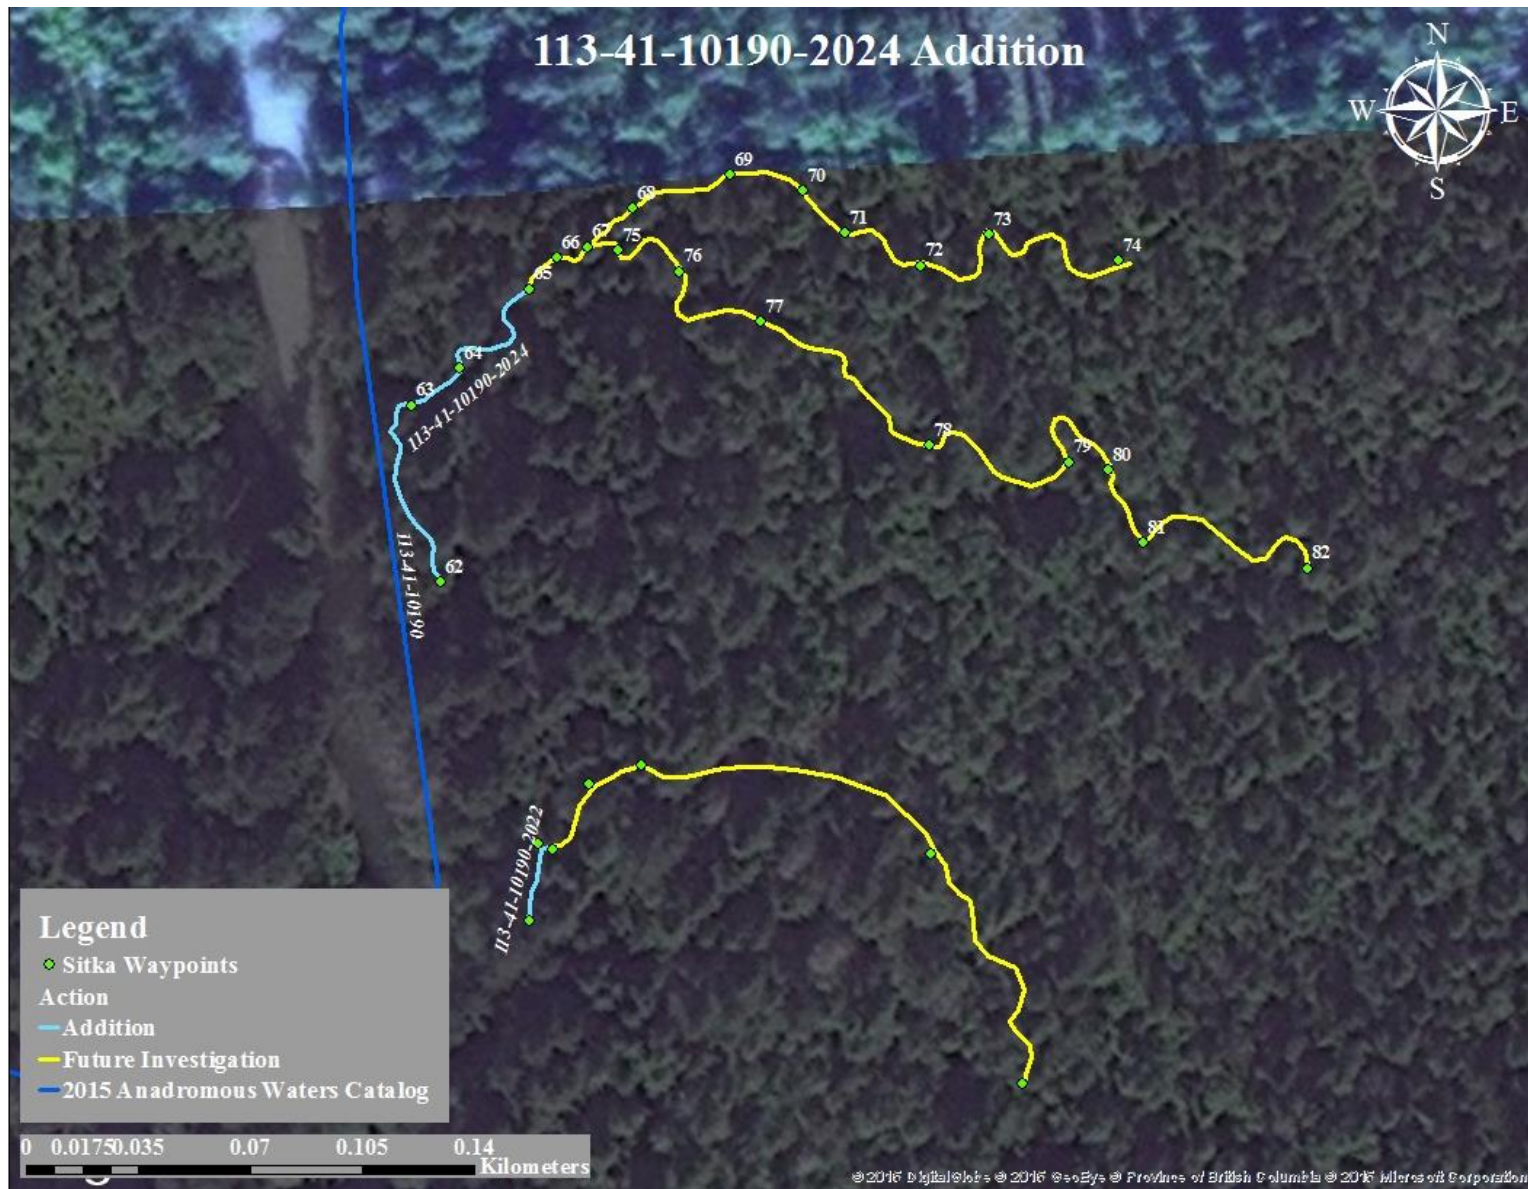 113-41-10190-2024 Addition
N
W E
S
69
70
68
71
73
67
75
66
72
74
76
65
77
64
113-41-10190-2024
63
78
79
80
81
113-41-10190
62
82
113-41-10190-2022
Legend
Sitka Waypoints
Action
Addition
Future Investigation
2015 Anadromous Waters Catalog
0 0.0175 0.035 0.07 0.105 0.14
Kilometers
© 2016 DigitalGlobe © 2016 GeoEye © Province of British Columbia © 2016 Microsoft Corporation